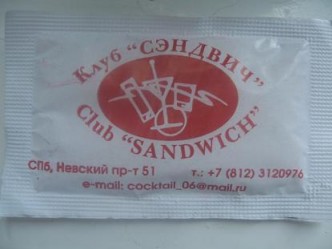 Клуб "СЭНДВИЧ"
Club "SANDWICH"
СПб, Невский пр-т 51 т.: +7 (812) 3120976
e-mail: cocktail_06@mail.ru